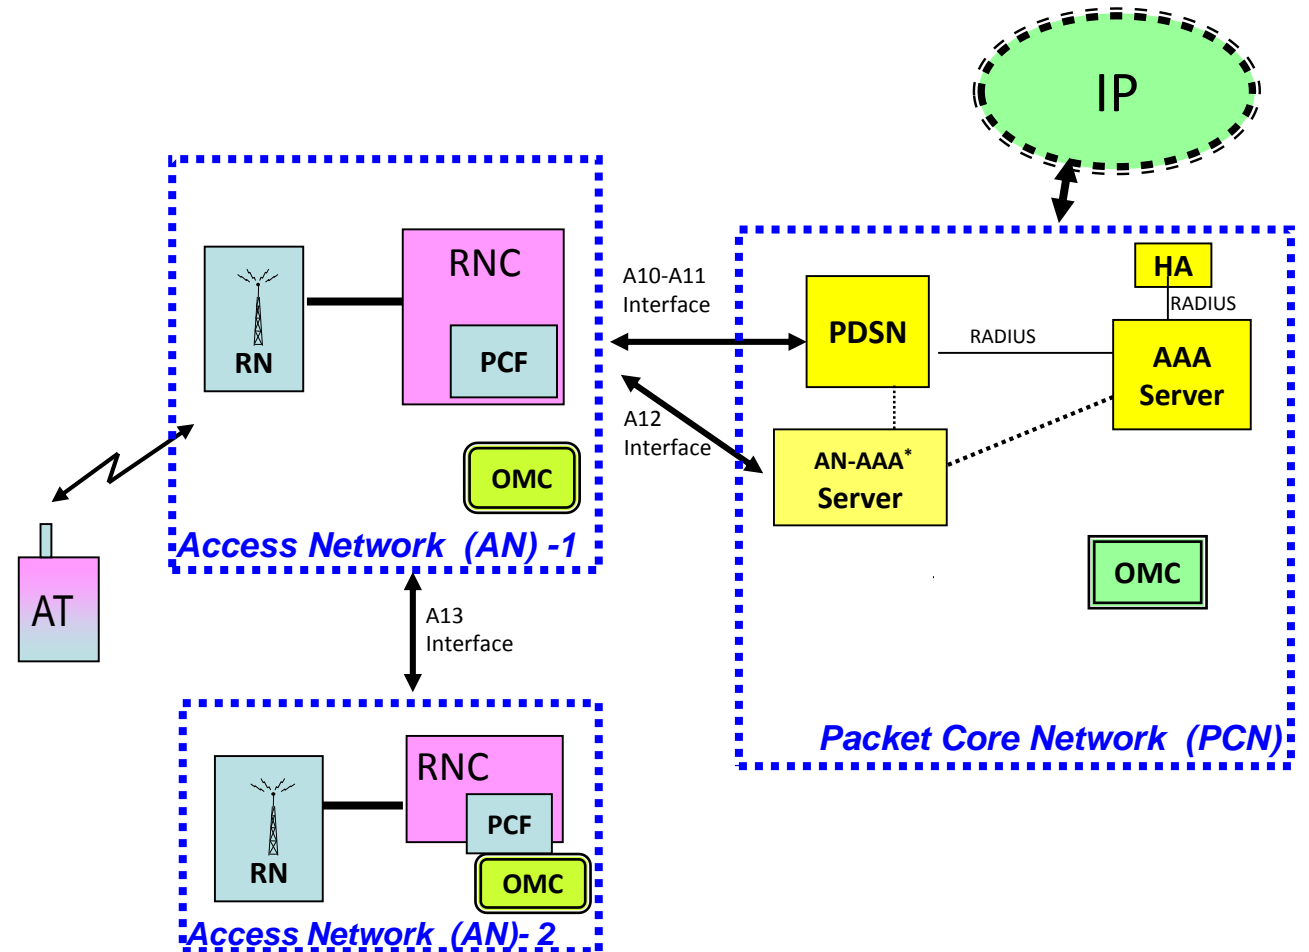 IP
RNC
PCF
RN
A10-A11
Interface
HA
RADIUS
PDSN
RADIUS
AAA
Server
A12
Interface
AN-AAA*
Server
OMC
Access Network (AN) -1
OMC
AT
A13
Interface
Packet Core Network (PCN)
RNC
PCF
RN
OMC
Access Network (AN)- 2